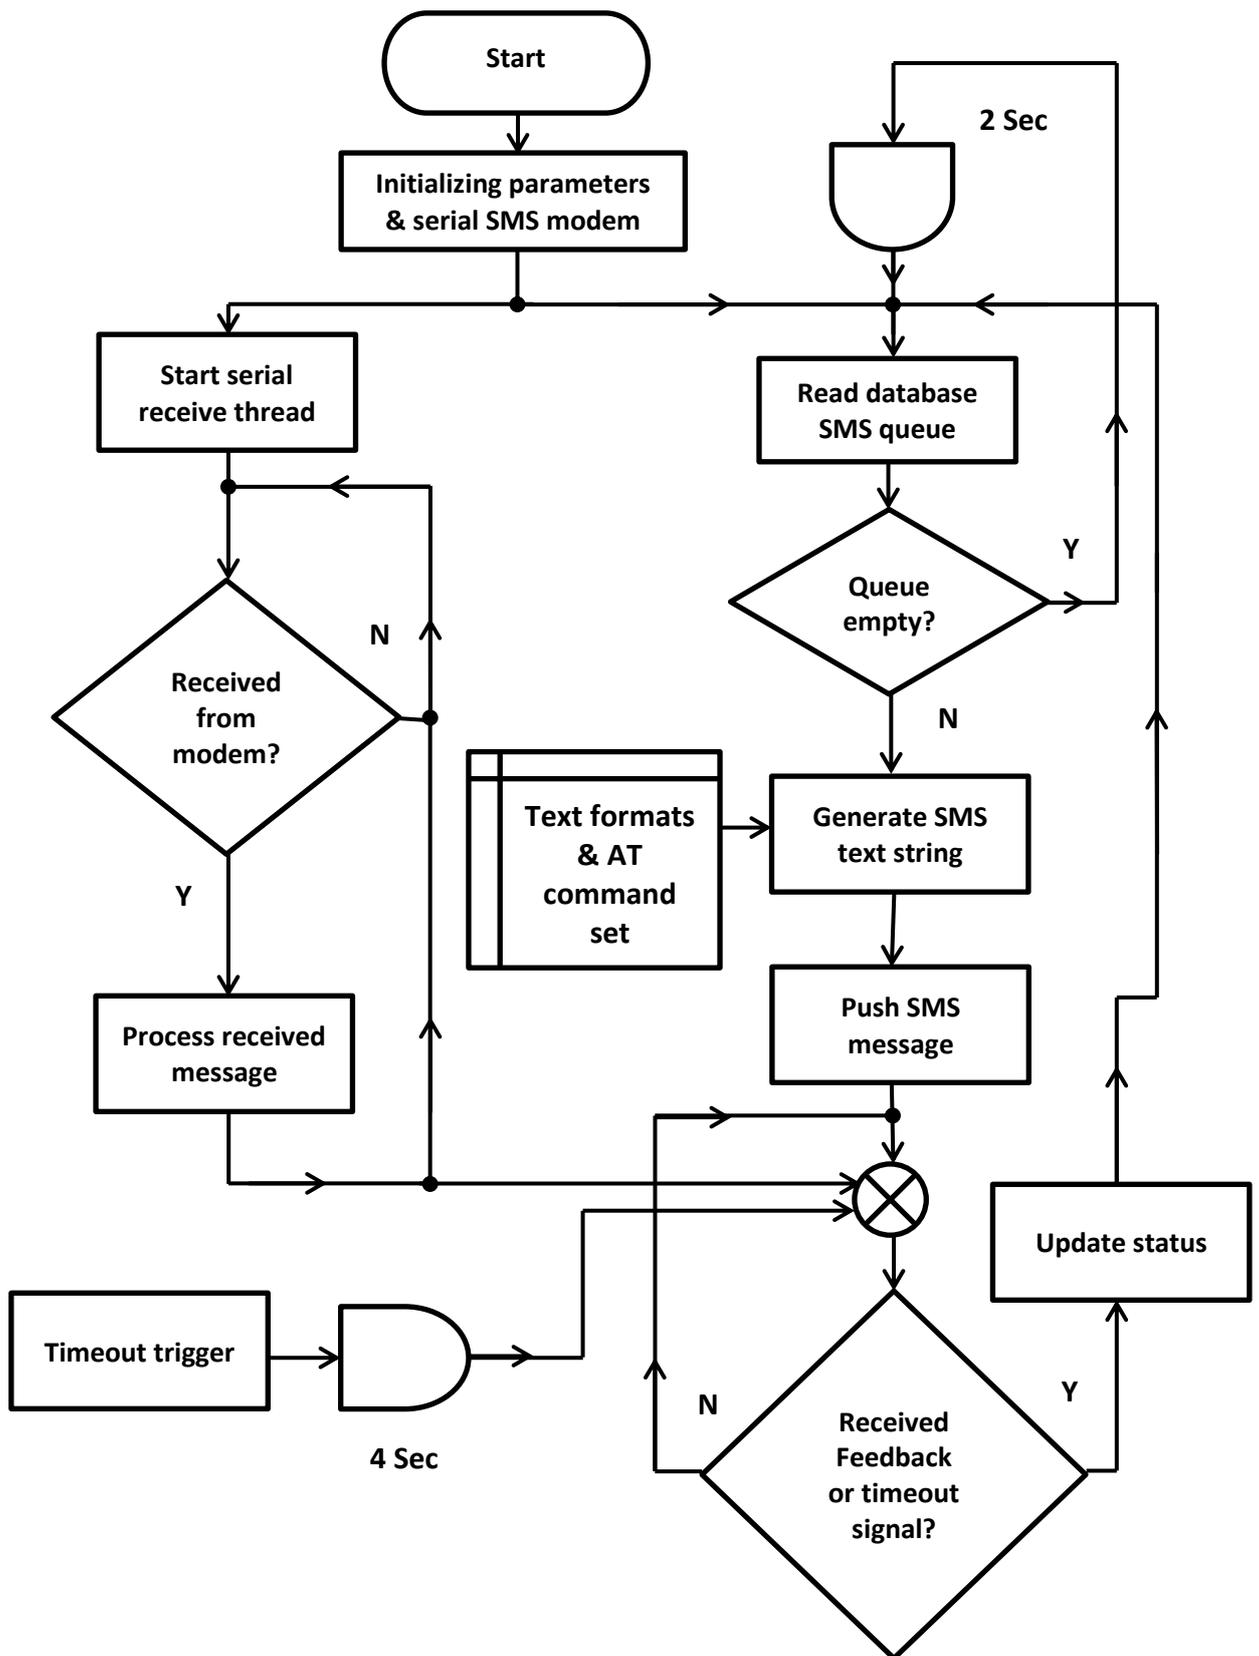 Start
2 Sec
Initializing parameters
& serial SMS modem
Start serial
receive thread
Read database
SMS queue
Y
Queue
empty?
N
Received
from
modem?
N
Text formats
& AT
command
set
Generate SMS
text string
Y
Process received
message
Push SMS
message
Update status
Timeout trigger
4 Sec
N
Y
Received
Feedback
or timeout
signal?